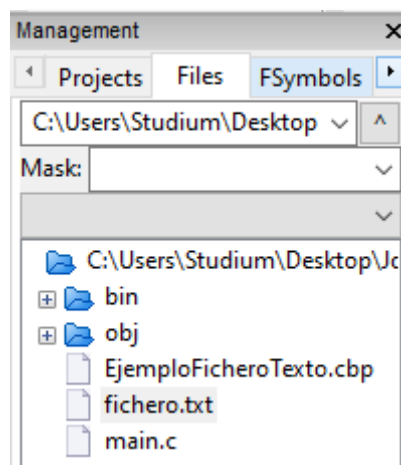 Management
Projects Files FSymbols
C:\Users\Studium\Desktop
Mask:
C:\Users\Studium\Desktop\Jc
bin
obj
EjemploFicheroTexto.cbp
fichero.txt
main.c